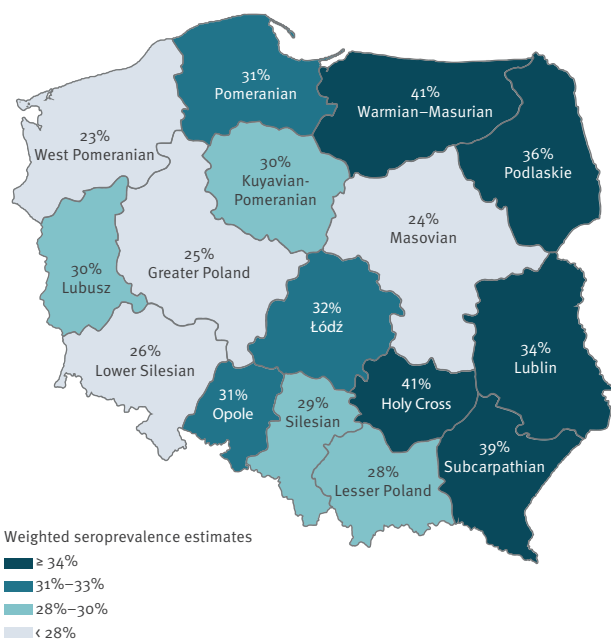 31%
Pomeranian
41%
Warmian–Masurian
23%
West Pomeranian
36%
Podlaskie
30%
Kuyavian-
Pomeranian
24%
Masovian
25%
Greater Poland
30%
Lubusz
32%
Łódź
26%
Lower Silesian
34%
Lublin
31%
Opole
29%
Silesian
41%
Holy Cross
39%
Subcarpathian
28%
Lesser Poland
Weighted seroprevalence estimates
≥ 34%
31%–33%
28%–30%
< 28%